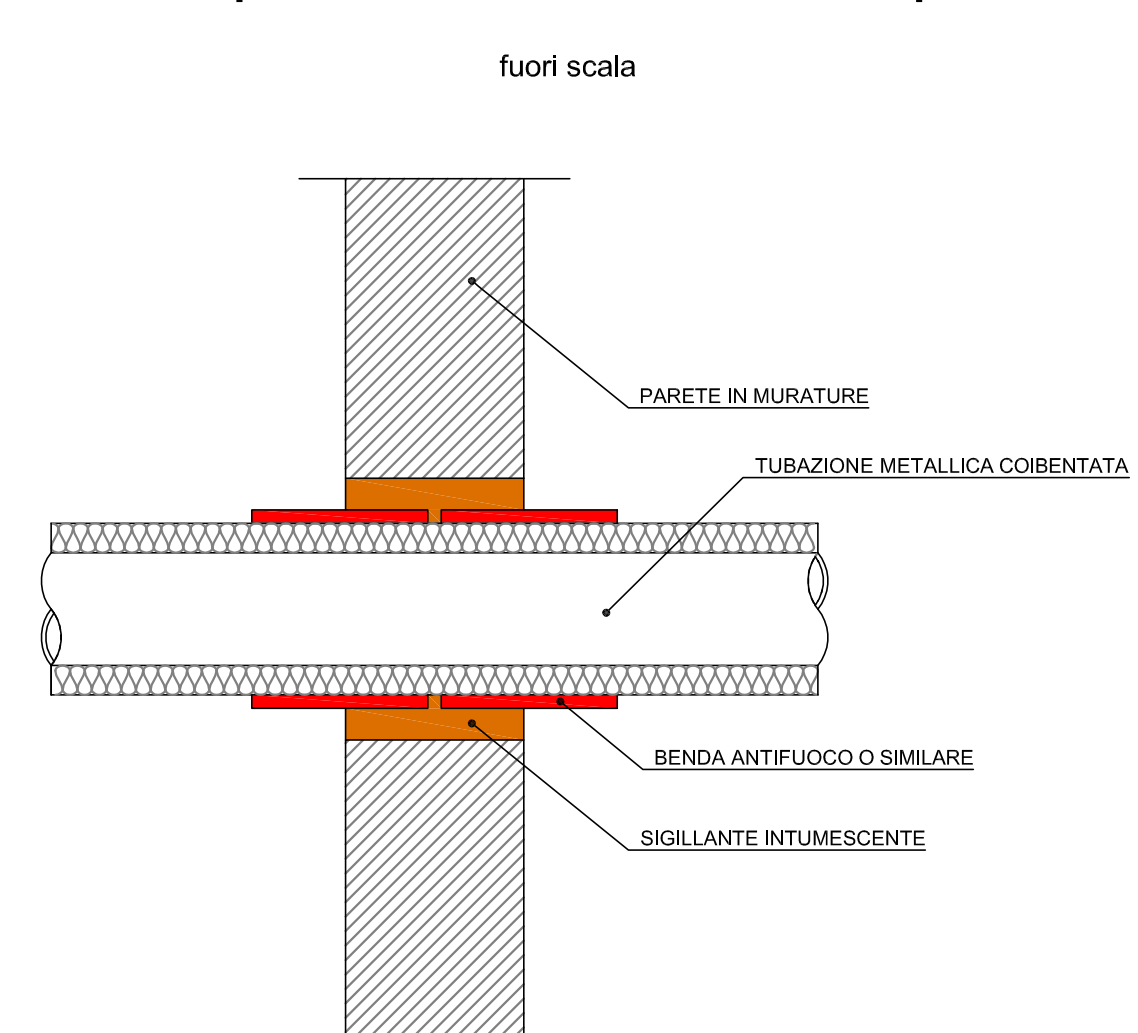 fuori scala
PARETE IN MURATURE
TUBAZIONE METALLICA COIBENTATA
BENDA ANTIFUOCO O SIMILARE
SIGILLANTE INTUMESCENTE